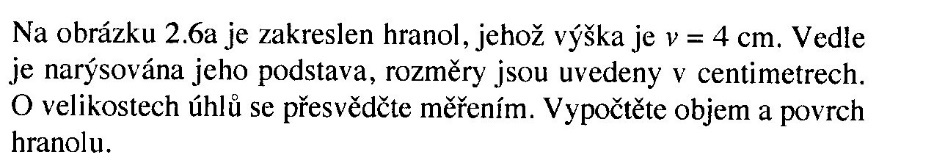 Na obrázku 2.6a je zakreslen hranol, jehož výška je v = 4 cm. Vedle
je narýsována jeho podstava, rozměry jsou uvedeny v centimetrech.
O velikostech úhlů se přesvědčte měřením. Vypočtěte objem a povrch
hranolu.